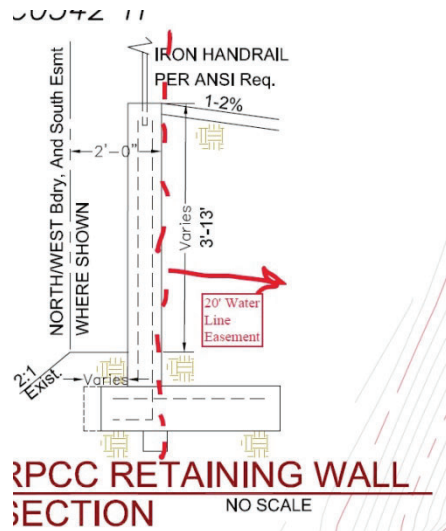 IRON HANDRAIL
PER ANSI Req.
1-2%
NORTH/WEST Bdry, And South Esmt
WHERE SHOWN
2'-0"
Varies
3'-13'
20' Water
Line
Easement
2:1
Exist.
Varies
RPCC RETAINING WALL
SECTION
NO SCALE